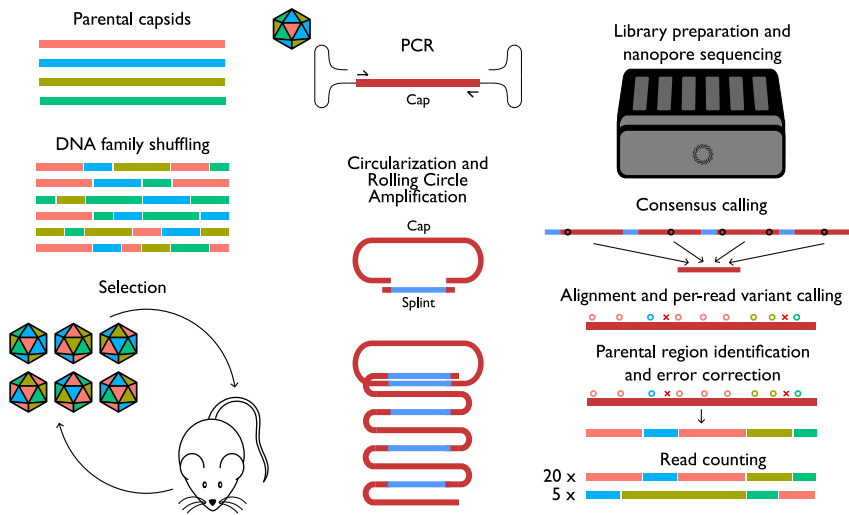 Parental capsids
DNA family shuffling
Selection
PCR
Cap
Circularization and
Rolling Circle
Amplification
Cap
Splint
Library preparation and
nanopore sequencing
Consensus calling
Alignment and per-read variant calling
Parental region identification
and error correction
Read counting
20 x
5 x